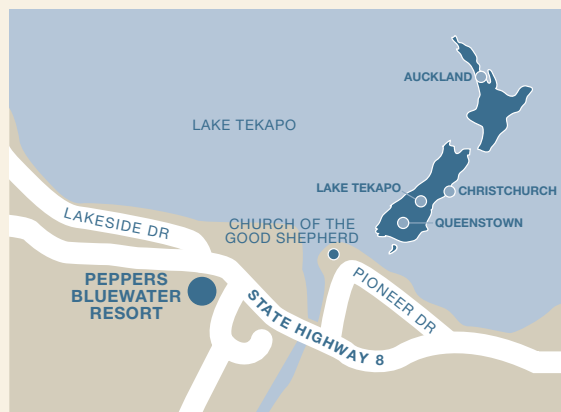 AUCKLAND
LAKE TEKAPO
LAKE TEKAPO
CHRISTCHURCH
QUEENSTOWN
LAKESIDE DR
CHURCH OF THE
GOOD SHEPHERD
PEPPERS
BLUEWATER
RESORT
STATE HIGHWAY 8
PIONEER DR